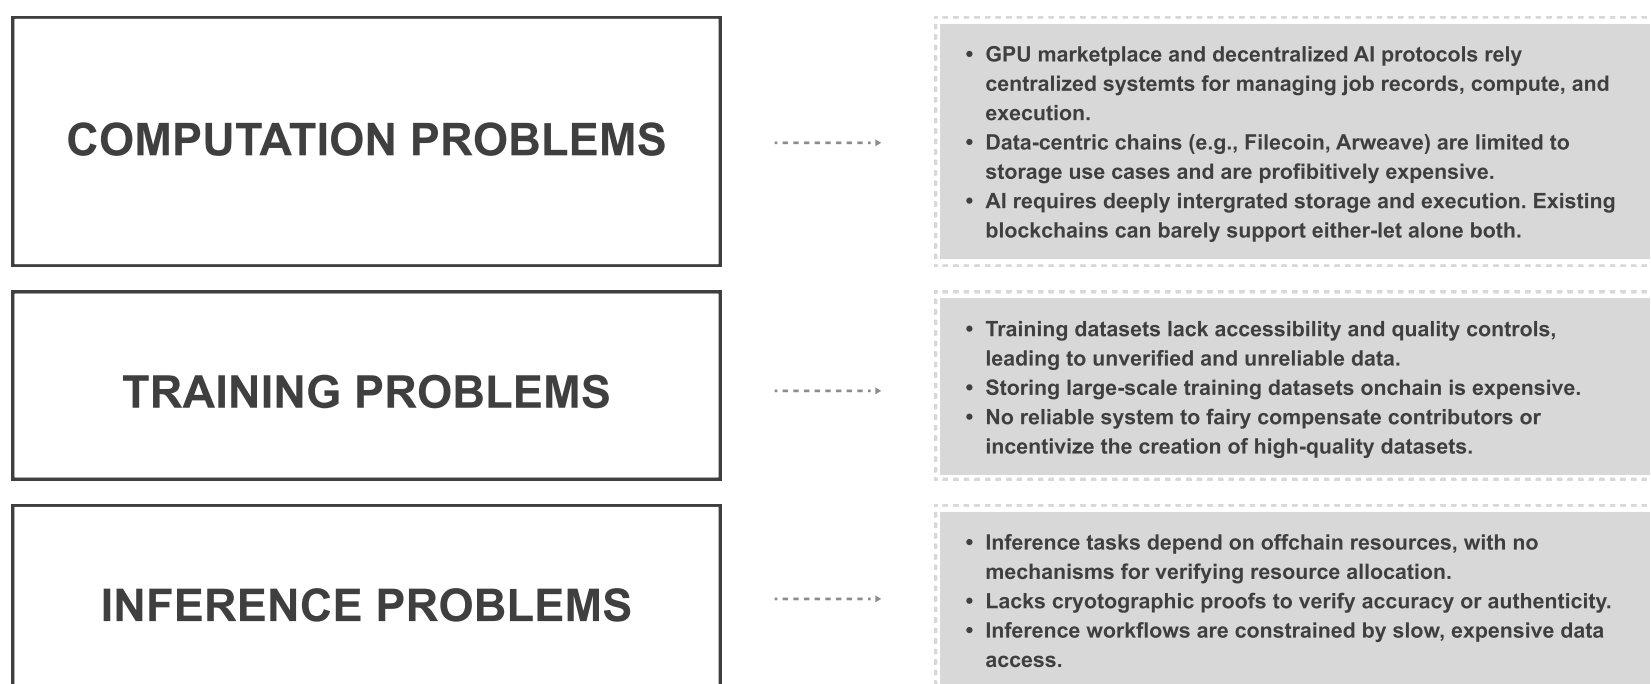 COMPUTATION PROBLEMS
• GPU marketplace and decentralized AI protocols rely
centralized systemts for managing job records, compute, and
execution.
• Data-centric chains (e.g., Filecoin, Arweave) are limited to
storage use cases and are profibitively expensive.
• AI requires deeply intergrated storage and execution. Existing
blockchains can barely support either-let alone both.
TRAINING PROBLEMS
• Training datasets lack accessibility and quality controls,
leading to unverified and unreliable data.
• Storing large-scale training datasets onchain is expensive.
• No reliable system to fairy compensate contributors or
incentivize the creation of high-quality datasets.
INFERENCE PROBLEMS
• Inference tasks depend on offchain resources, with no
mechanisms for verifying resource allocation.
• Lacks cryotographic proofs to verify accuracy or authenticity.
• Inference workflows are constrained by slow, expensive data
access.